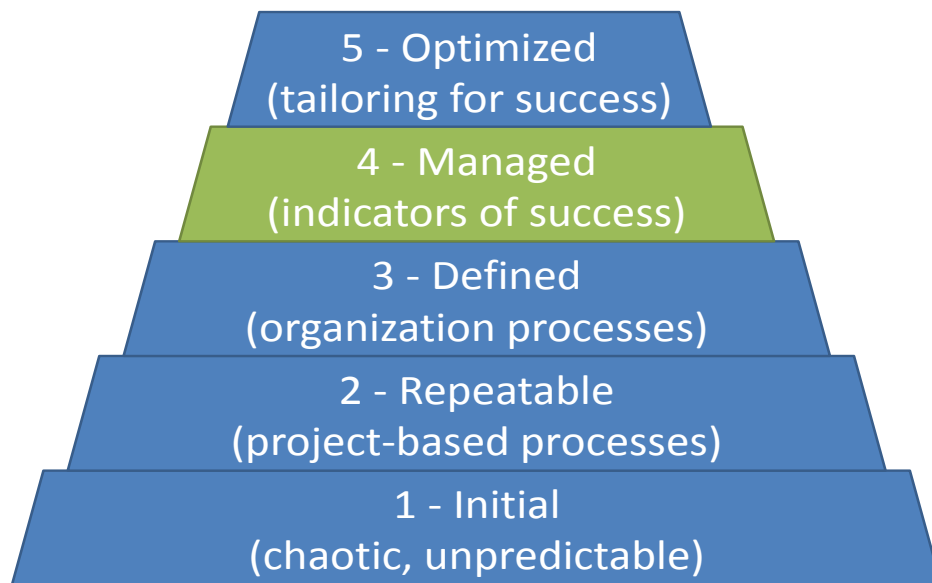 5 - Optimized
(tailoring for success)
4 - Managed
(indicators of success)
3 - Defined
(organization processes)
2 - Repeatable
(project-based processes)
1 - Initial
(chaotic, unpredictable)